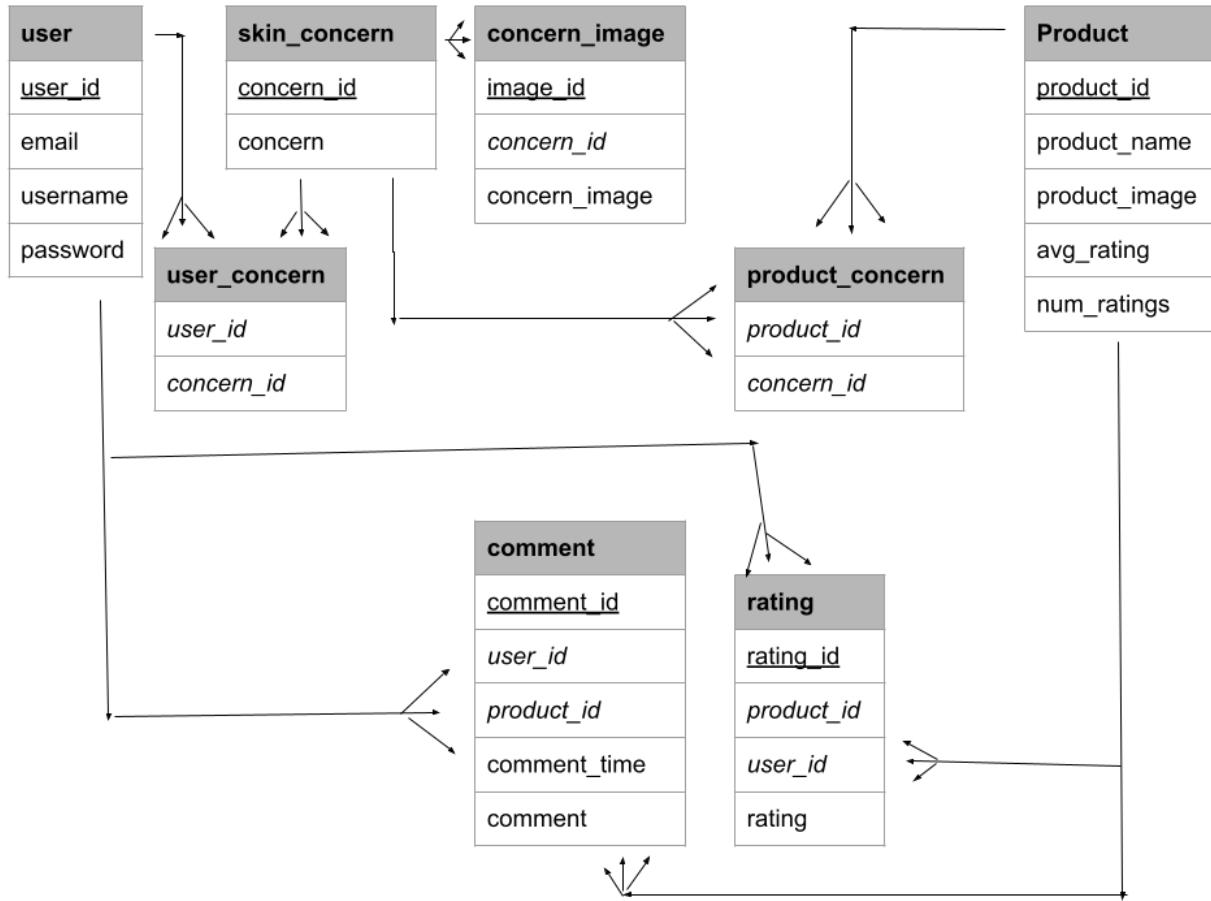 user
user_id
email
username
password
skin_concern
concern_id
concern
concern_image
image_id
concern_id
concern_image
Product
product_id
product_name
product_image
avg_rating
num_ratings
user_concern
user_id
concern_id
product_concern
product_id
concern_id
comment
comment_id
user_id
product_id
comment_time
comment
rating
rating_id
product_id
user_id
rating